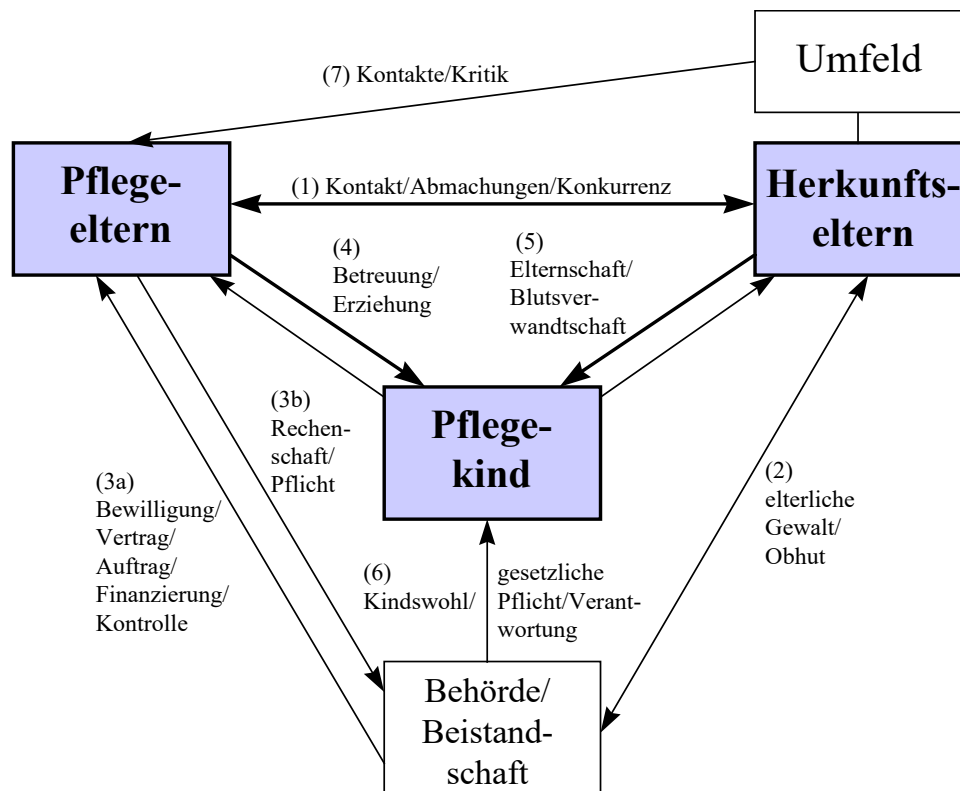 Umfeld
(7) Kontakte/Kritik
Pflege-
eltern
(1) Kontakt/Abmachungen/Konkurrenz
Herkunfts-
eltern
(4)
Betreuung/
Erziehung
(5)
Elternschaft/
Blutsver-
wandtschaft
Pflege-
kind
(3b)
Rechen-
schaft/
Pflicht
(3a)
Bewilligung/
Vertrag/
Auftrag/
Finanzierung/
Kontrolle
(2)
elterliche
Gewalt/
Obhut
(6)
Kindswohl/
gesetzliche
Pflicht/Verant-
wortung
Behörde/
Beistand-
schaft